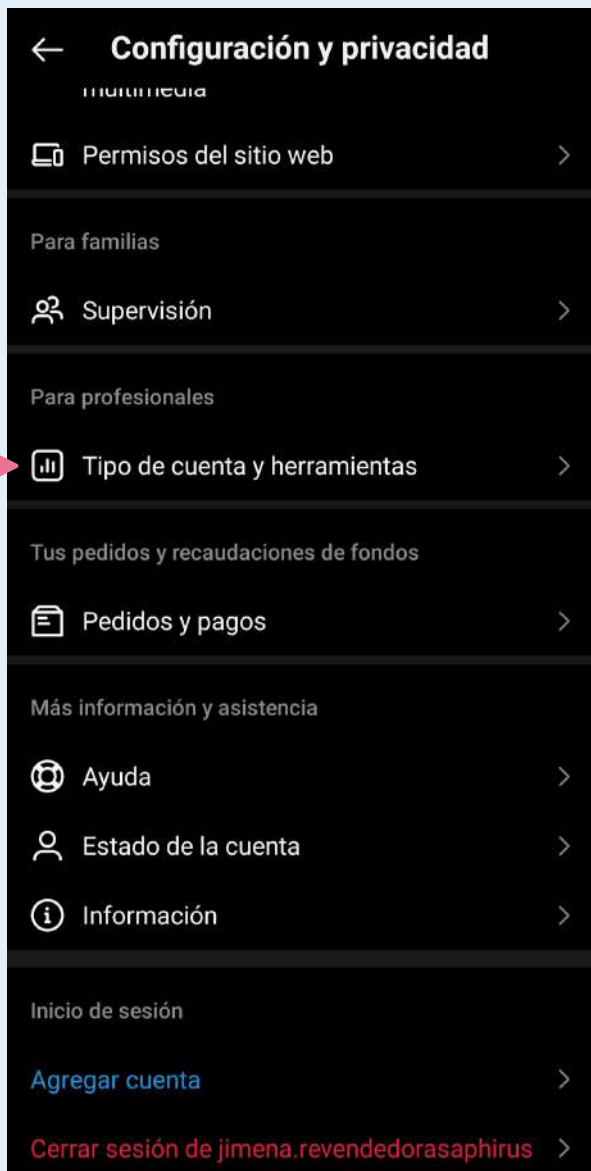 Configuración y privacidad
multimedia
Permisos del sitio web
Para familias
Supervisión
Para profesionales
Tipo de cuenta y herramientas
Tus pedidos y recaudaciones de fondos
Pedidos y pagos
Más información y asistencia
Ayuda
Estado de la cuenta
Información
Inicio de sesión
Agregar cuenta
Cerrar sesión de jimena.revendedorasaphirus